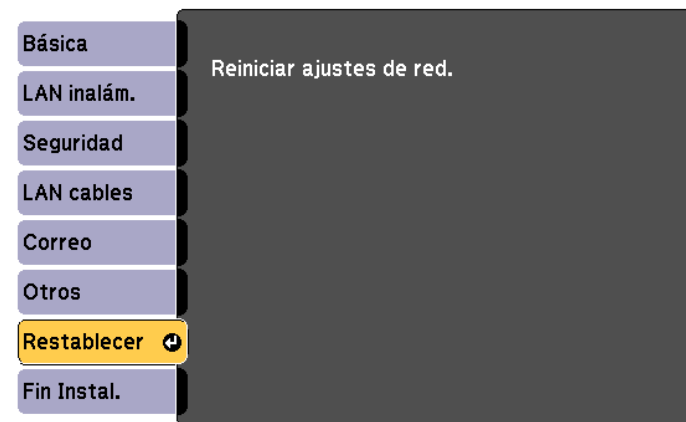 Básica
LAN inalám.
Seguridad
LAN cables
Correo
Otros
Restablecer
Fin Instal.
Reiniciar ajustes de red.